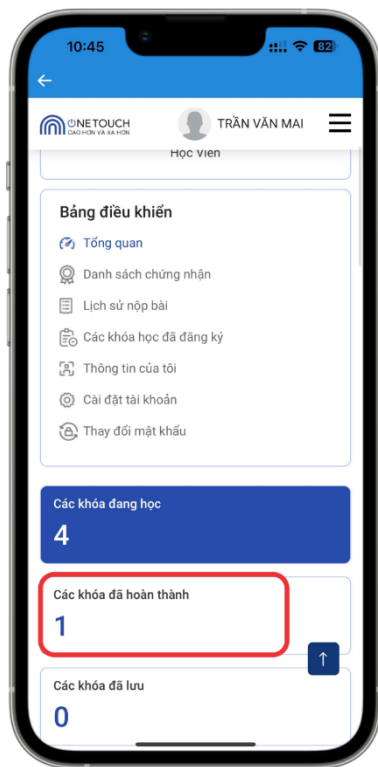 10:45
82
ONETOUCH
CAO HƠN VÀ XA HƠN
TRẦN VĂN MAI
Học Viên
Bảng điều khiển
Tổng quan
Danh sách chứng nhận
Lịch sử nộp bài
Các khóa học đã đăng ký
Thông tin của tôi
Cài đặt tài khoản
Thay đổi mật khẩu
Các khóa đang học
4
Các khóa đã hoàn thành
1
Các khóa đã lưu
0